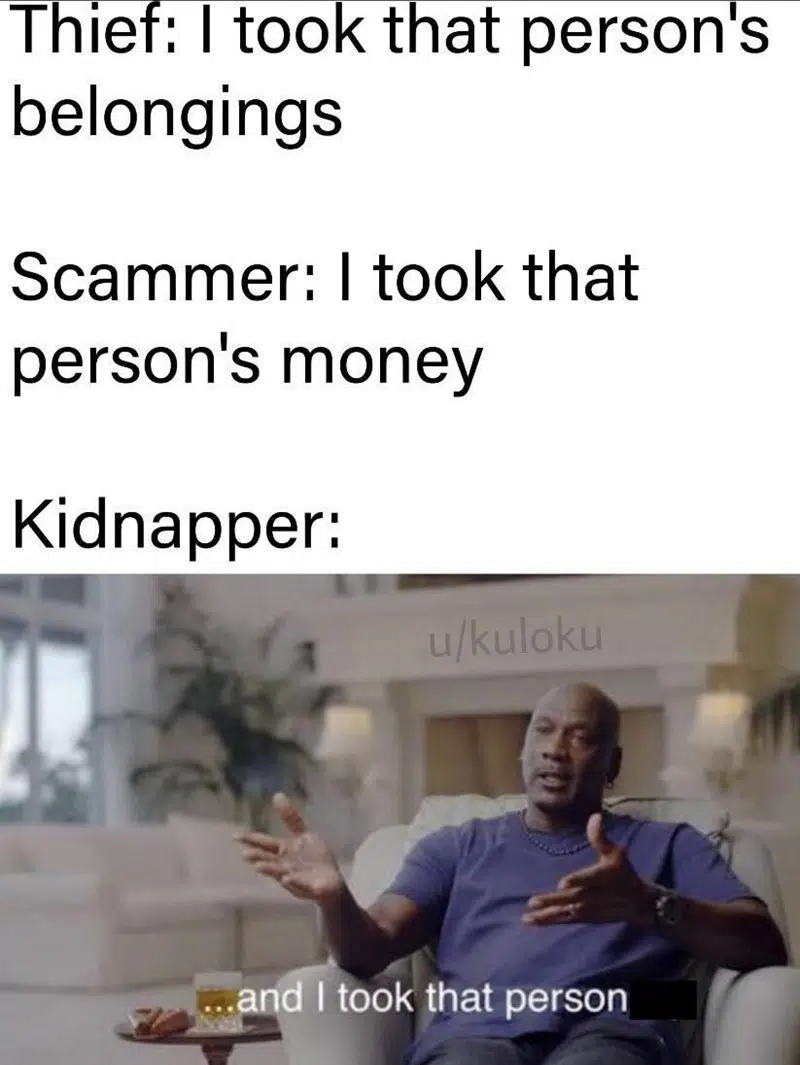 Thief: I took that person's
belongings
Scammer: I took that
person's money
Kidnapper:
u/kuloku
...and I took that person